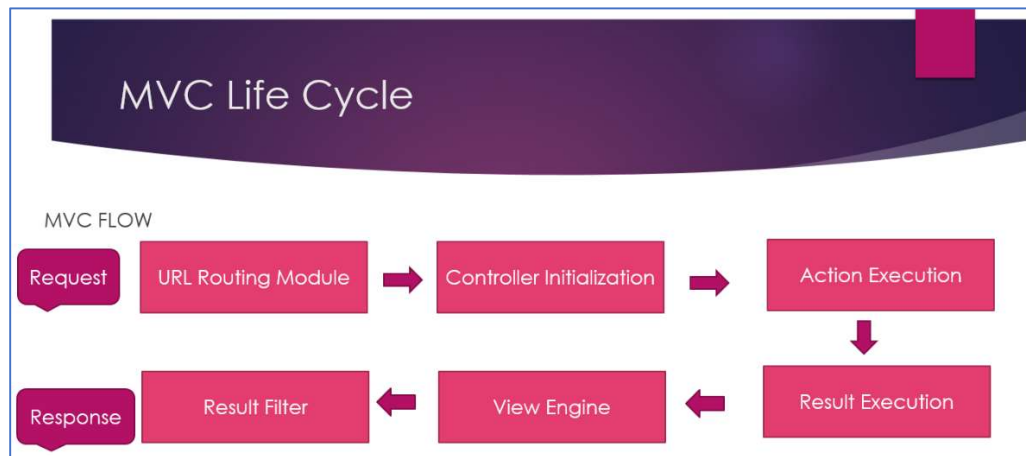 MVC Life Cycle
MVC FLOW
Request
URL Routing Module
Controller Initialization
Action Execution
Result Execution
View Engine
Result Filter
Response